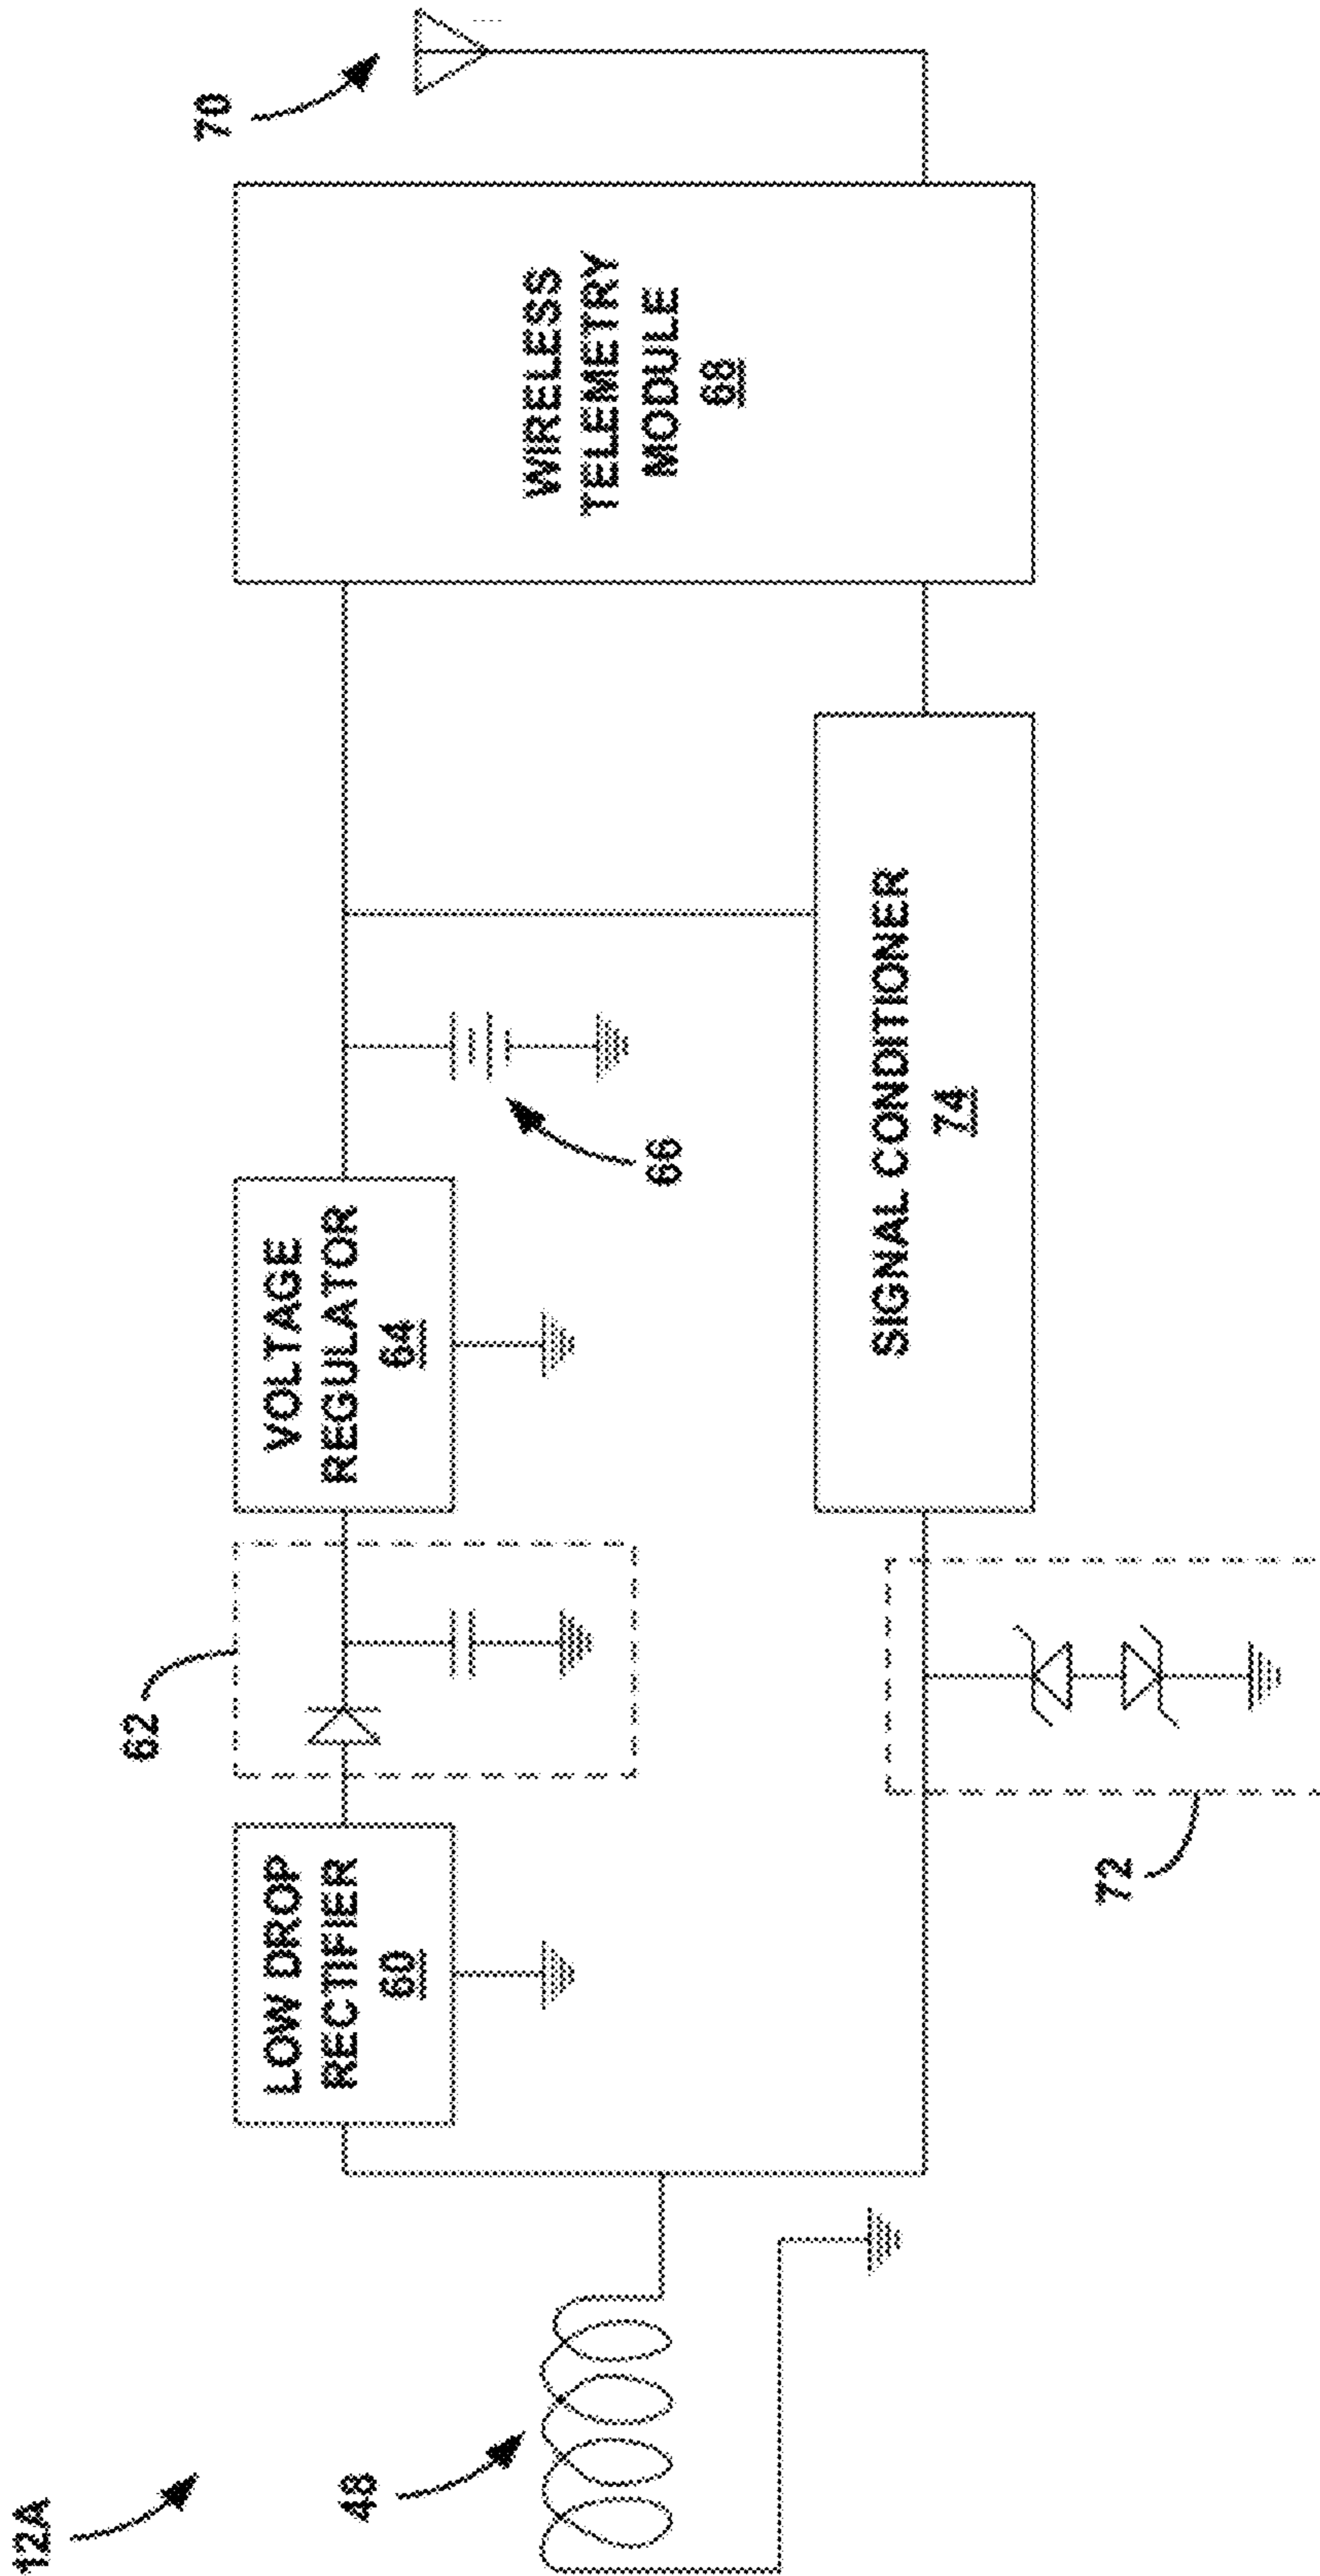 12A
48
LOW DROP
RECTIFIER
60
62
VOLTAGE
REGULATOR
64
66
72
SIGNAL CONDITIONER
74
WIRELESS
TELEMETRY
MODULE
68
70